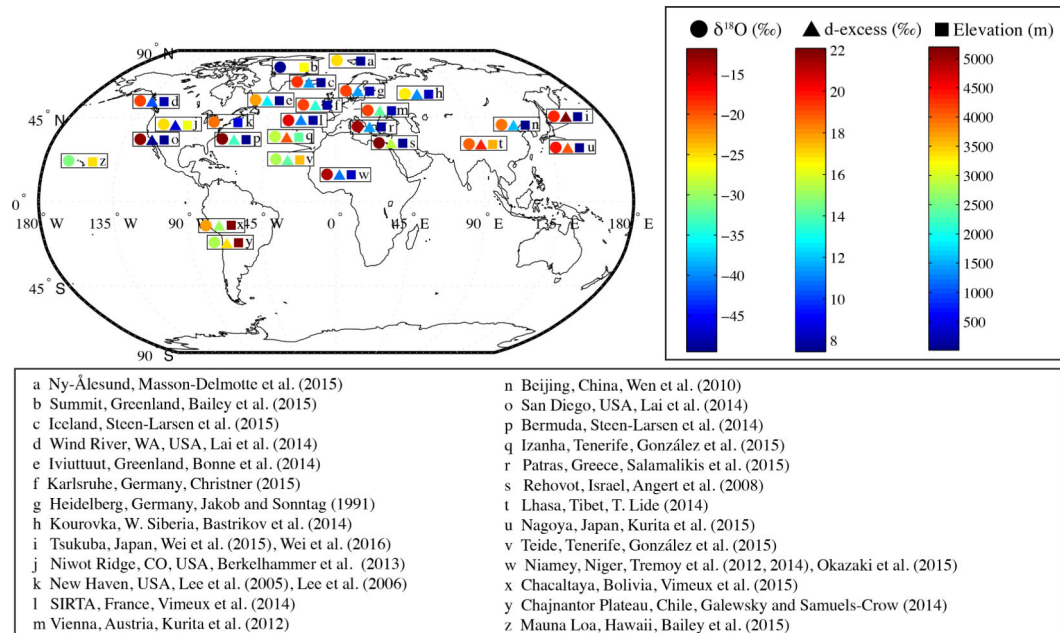 90° N
45° N
0°
180° W 135° W 90° W 45° W 0° E 45° E 90° E 135° E 180° E
45° S
90° S
a
b
c
g
d
e
f
h
j
k
l
m
n
i
o
p
q
r
s
t
u
z
v
w
x
y
δ¹⁸O (‰) d-excess (‰) Elevation (m)
−15
−20
−25
−30
−35
−40
−45
22
20
18
16
14
12
10
8
5000
4500
4000
3500
3000
2500
2000
1500
1000
500
a Ny-Ålesund, Masson-Delmotte et al. (2015)
b Summit, Greenland, Bailey et al. (2015)
c Iceland, Steen-Larsen et al. (2015)
d Wind River, WA, USA, Lai et al. (2014)
e Iviuttuut, Greenland, Bonne et al. (2014)
f Karlsruhe, Germany, Christner (2015)
g Heidelberg, Germany, Jakob and Sonntag (1991)
h Kourovka, W. Siberia, Bastrikov et al. (2014)
i Tsukuba, Japan, Wei et al. (2015), Wei et al. (2016)
j Niwot Ridge, CO, USA, Berkelhammer et al. (2013)
k New Haven, USA, Lee et al. (2005), Lee et al. (2006)
l SIRTA, France, Vimeux et al. (2014)
m Vienna, Austria, Kurita et al. (2012)
n Beijing, China, Wen et al. (2010)
o San Diego, USA, Lai et al. (2014)
p Bermuda, Steen-Larsen et al. (2014)
q Izanha, Tenerife, González et al. (2015)
r Patras, Greece, Salamalikis et al. (2015)
s Rehovot, Israel, Angert et al. (2008)
t Lhasa, Tibet, T. Lide (2014)
u Nagoya, Japan, Kurita et al. (2015)
v Teide, Tenerife, González et al. (2015)
w Niamey, Niger, Tremoy et al. (2012, 2014), Okazaki et al. (2015)
x Chacaltaya, Bolivia, Vimeux et al. (2015)
y Chajnantor Plateau, Chile, Galewsky and Samuels-Crow (2014)
z Mauna Loa, Hawaii, Bailey et al. (2015)